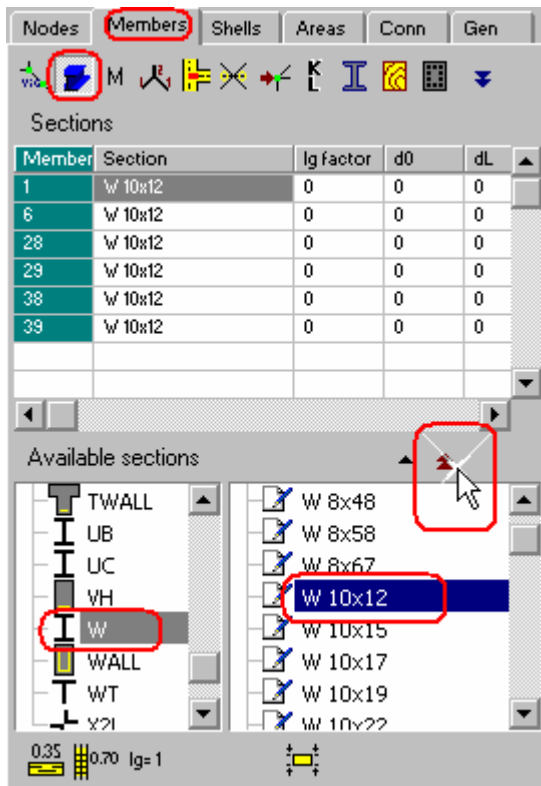 Nodes Members Shells Areas Conn Gen
M
Sections
Member Section lg factor d0 dL
1 W 10x12 0 0 0
6 W 10x12 0 0 0
28 W 10x12 0 0 0
29 W 10x12 0 0 0
38 W 10x12 0 0 0
39 W 10x12 0 0 0
Available sections
TWALL W 8x48
UB W 8x58
UC W 8x67
VH W 10x12
W W 10x15
WALL W 10x17
WT W 10x19
X2L W 10x22
0.35 0.70 lg=1